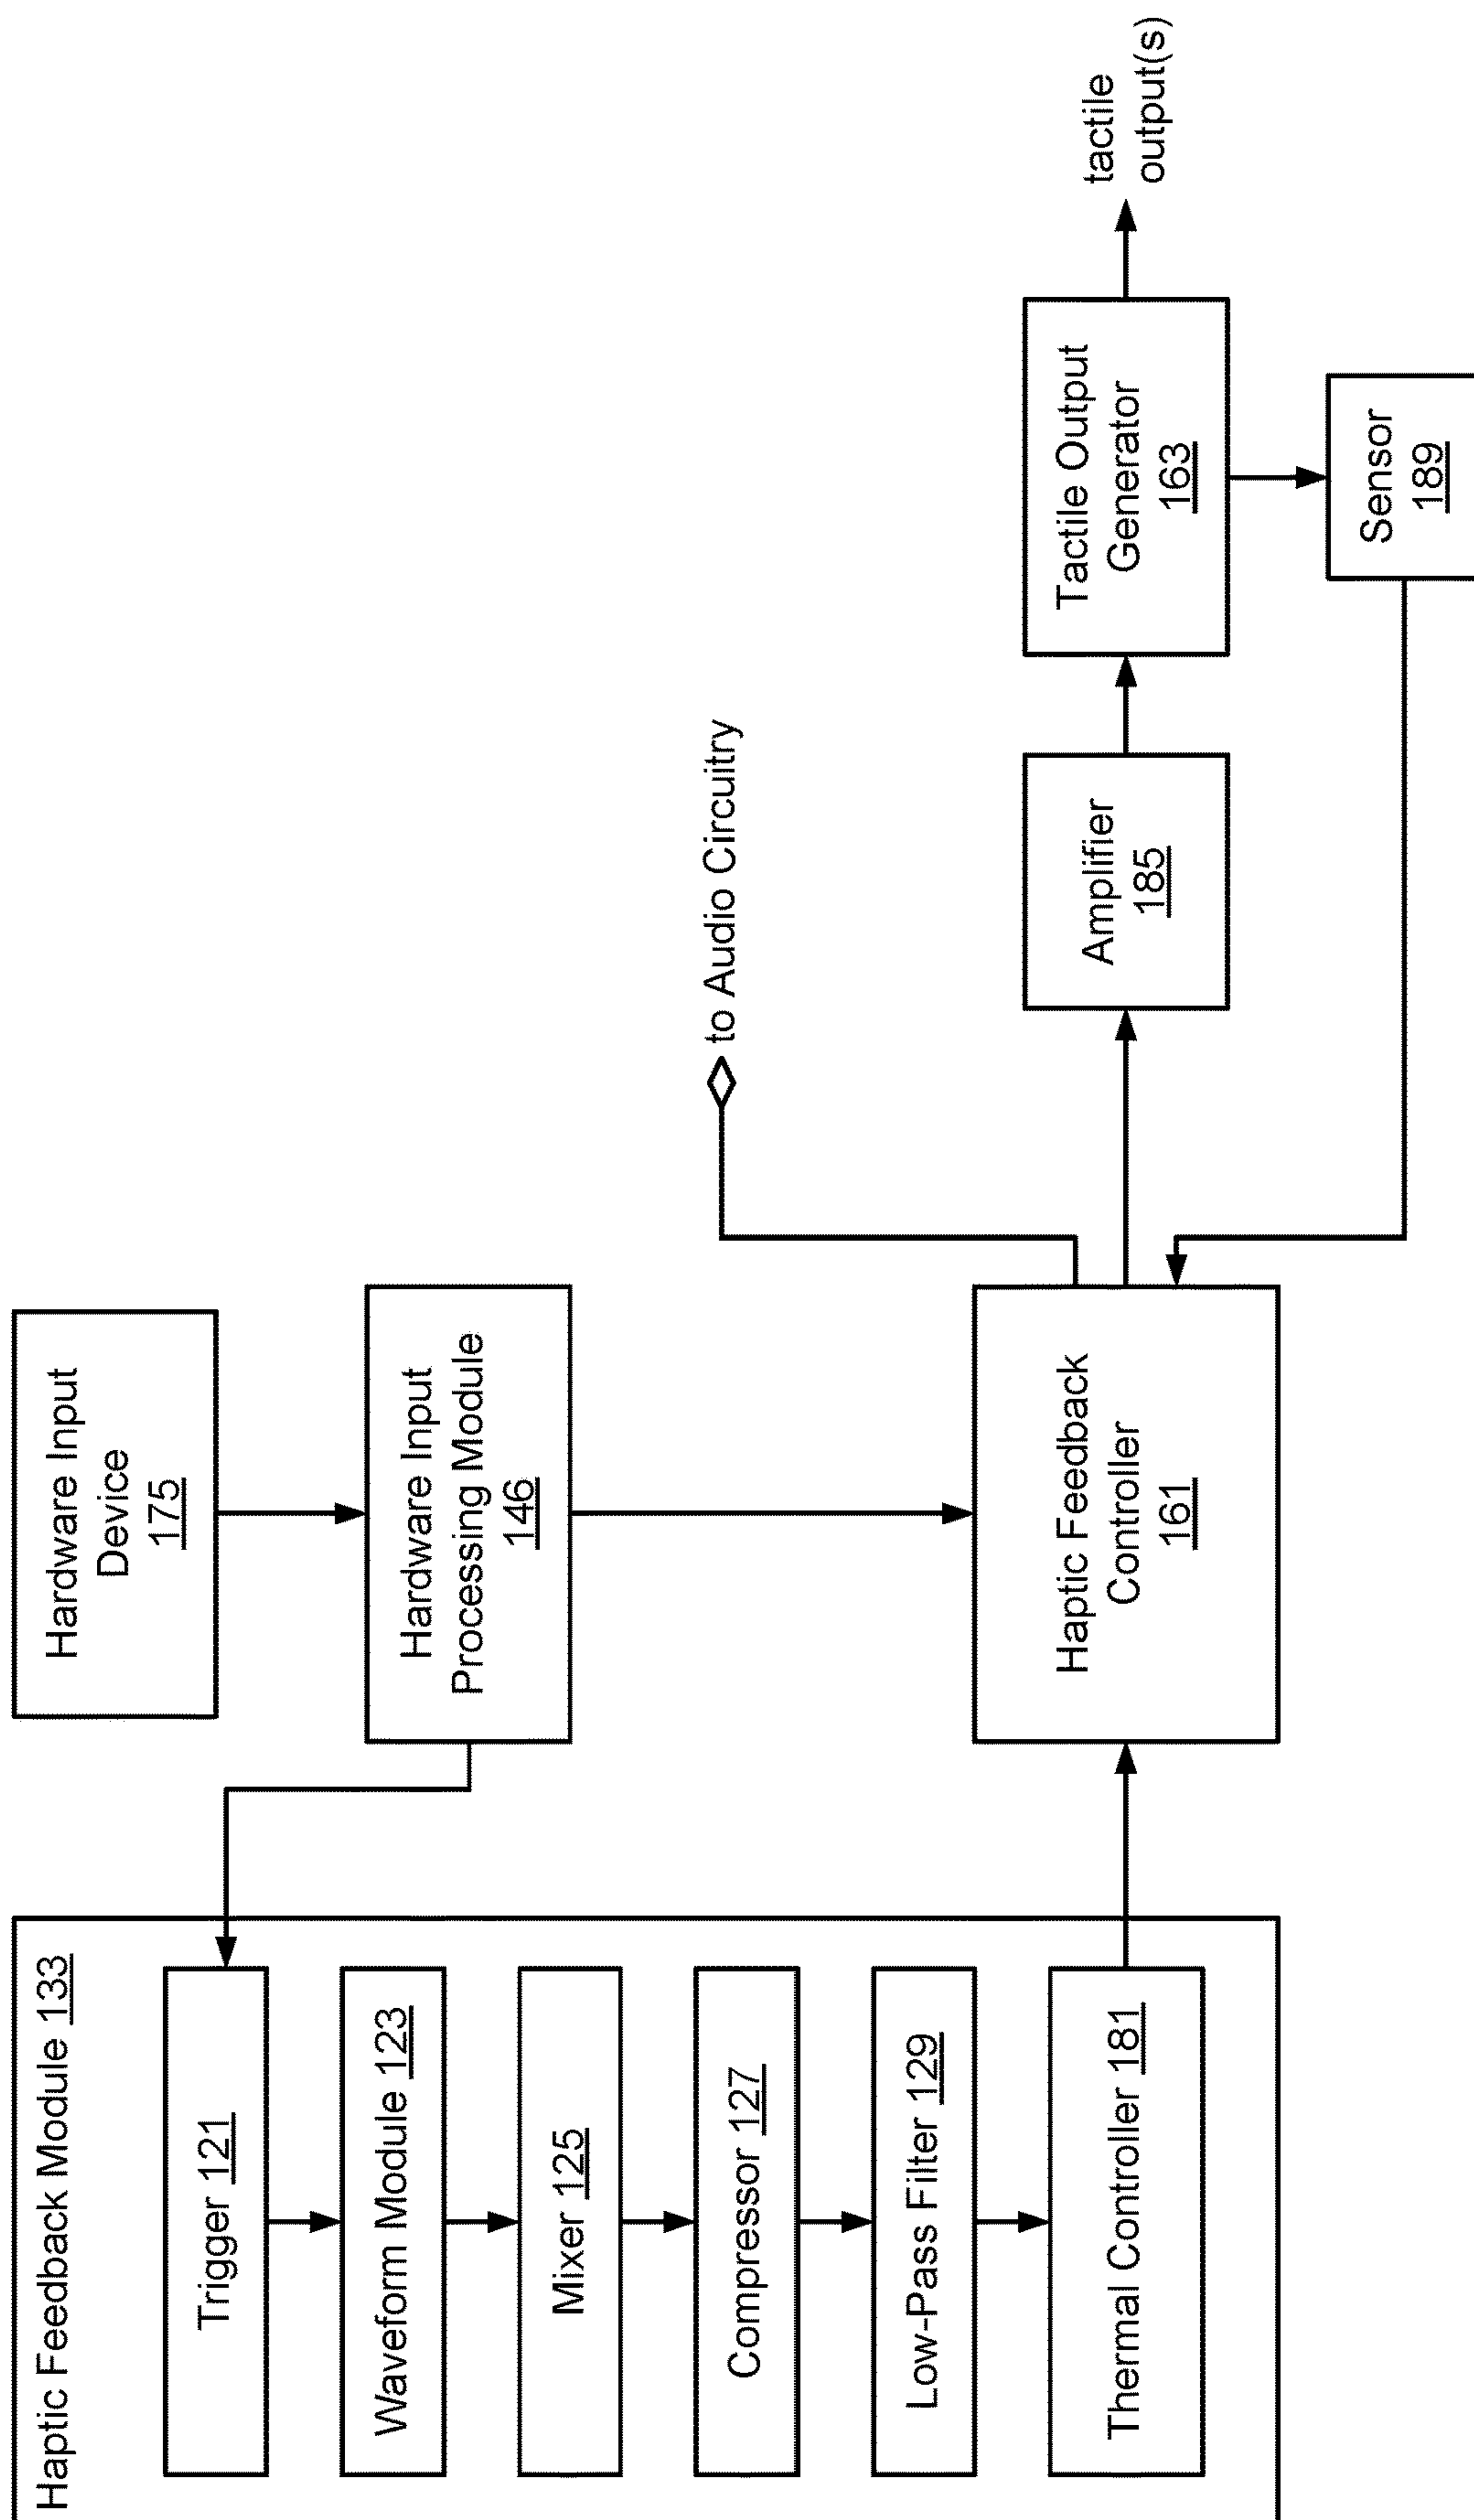 Haptic Feedback Module 133
Trigger 121
Waveform Module 123
Mixer 125
Compressor 127
Low-Pass Filter 129
Thermal Controller 181
Hardware Input
Device
175
Hardware Input
Processing Module
146
Haptic Feedback
Controller
161
to Audio Circuitry
Amplifier
185
Tactile Output
Generator
163
Sensor
189
tactile
output(s)